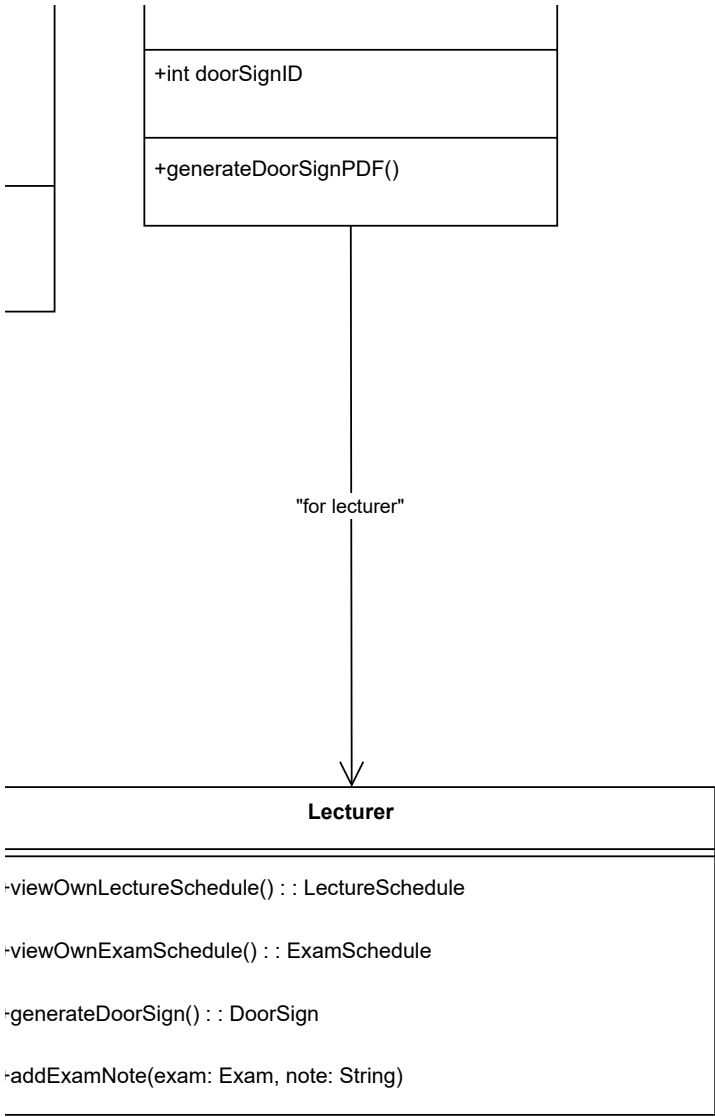 +int doorSignID
+generateDoorSignPDF()
"for lecturer"
Lecturer
+viewOwnLectureSchedule() : : LectureSchedule
+viewOwnExamSchedule() : : ExamSchedule
+generateDoorSign() : : DoorSign
+addExamNote(exam: Exam, note: String)